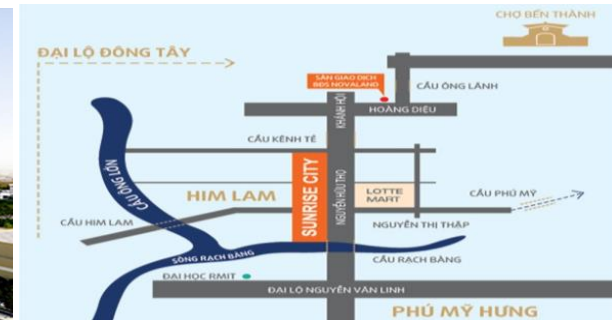 CHỢ BẾN THÀNH
ĐẠI LỘ ĐÔNG TÂY
SÀN GIAO DỊCH
BĐS NOVALAND
CẦU ÔNG LÃNH
KHÁNH HỘI
HOÀNG DIỆU
CẦU KÊNH TẺ
CẦU ÔNG LỚN
HIM LAM
SUNRISE CITY
NGUYỄN HỮU THỌ
LOTTE
MART
CẦU PHÚ MỸ
CẦU HIM LAM
NGUYỄN THỊ THẬP
SÔNG RẠCH BÀNG
CẦU RẠCH BÀNG
ĐẠI HỌC RMIT
ĐẠI LỘ NGUYỄN VĂN LINH
PHÚ MỸ HƯNG